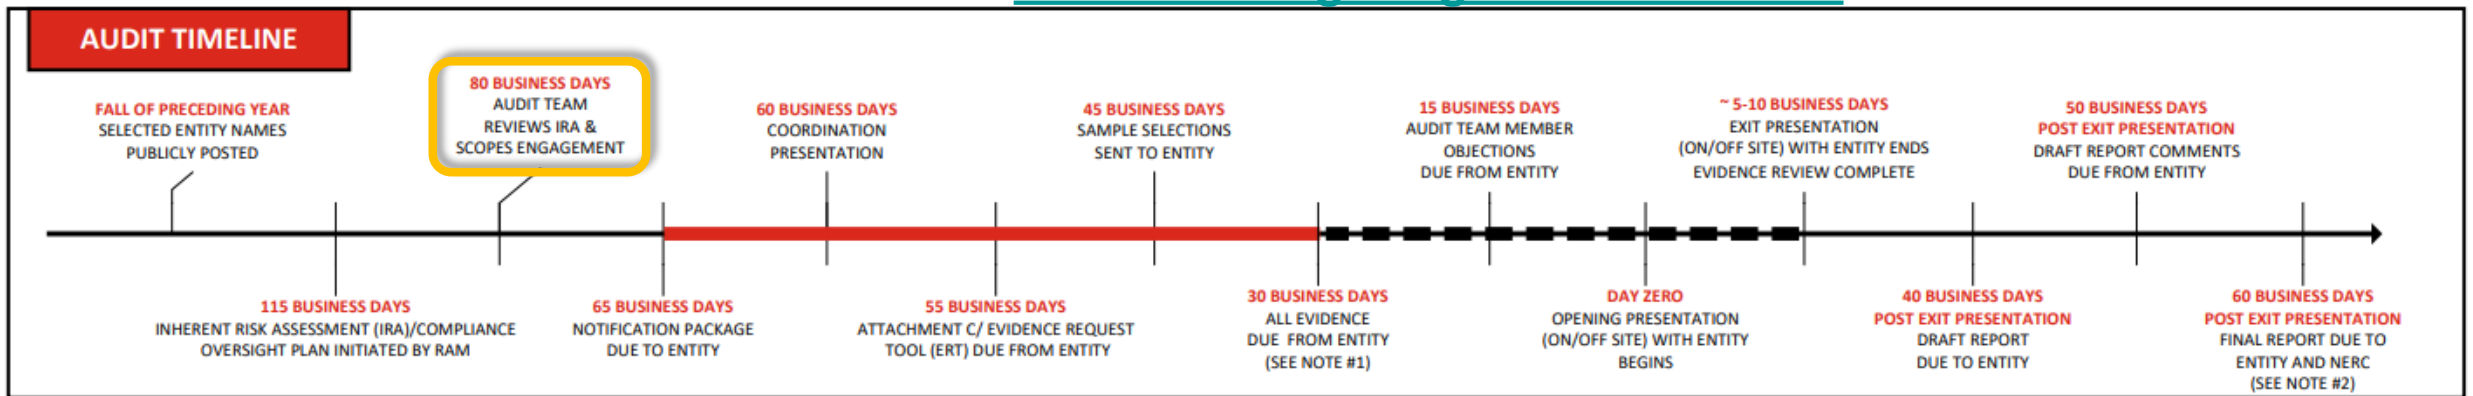 AUDIT TIMELINE
FALL OF PRECEDING YEAR
SELECTED ENTITY NAMES
PUBLICLY POSTED
80 BUSINESS DAYS
AUDIT TEAM
REVIEWS IRA &
SCOPES ENGAGEMENT
60 BUSINESS DAYS
COORDINATION
PRESENTATION
45 BUSINESS DAYS
SAMPLE SELECTIONS
SENT TO ENTITY
15 BUSINESS DAYS
AUDIT TEAM MEMBER
OBJECTIONS
DUE FROM ENTITY
~ 5-10 BUSINESS DAYS
EXIT PRESENTATION
(ON/OFF SITE) WITH ENTITY ENDS
EVIDENCE REVIEW COMPLETE
50 BUSINESS DAYS
POST EXIT PRESENTATION
DRAFT REPORT COMMENTS
DUE FROM ENTITY
115 BUSINESS DAYS
INHERENT RISK ASSESSMENT (IRA)/COMPLIANCE
OVERSIGHT PLAN INITIATED BY RAM
65 BUSINESS DAYS
NOTIFICATION PACKAGE
DUE TO ENTITY
55 BUSINESS DAYS
ATTACHMENT C/ EVIDENCE REQUEST
TOOL (ERT) DUE FROM ENTITY
30 BUSINESS DAYS
ALL EVIDENCE
DUE FROM ENTITY
(SEE NOTE #1)
DAY ZERO
OPENING PRESENTATION
(ON/OFF SITE) WITH ENTITY
BEGINS
40 BUSINESS DAYS
POST EXIT PRESENTATION
DRAFT REPORT
DUE TO ENTITY
60 BUSINESS DAYS
POST EXIT PRESENTATION
FINAL REPORT DUE TO
ENTITY AND NERC
(SEE NOTE #2)